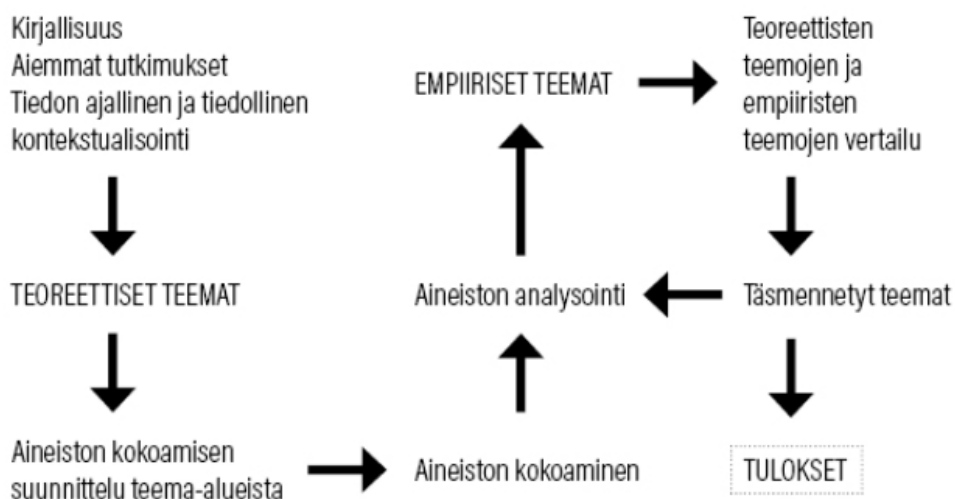 Kirjallisuus
Aiemmat tutkimukset
Tiedon ajallinen ja tiedollinen
kontekstualisointi
TEOREETTISET TEEMAT
Aineiston kokoamisen
suunnittelu teema-alueista
Aineiston kokoaminen
Aineiston analysointi
EMPIIRISET TEEMAT
Teoreettisten
teemojen ja
empiiristen
teemojen vertailu
Täsmennetyt teemat
TULOKSET